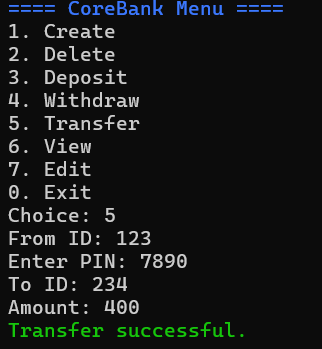 ==== CoreBank Menu ====
1. Create
2. Delete
3. Deposit
4. Withdraw
5. Transfer
6. View
7. Edit
0. Exit
Choice: 5
From ID: 123
Enter PIN: 7890
To ID: 234
Amount: 400
Transfer successful.